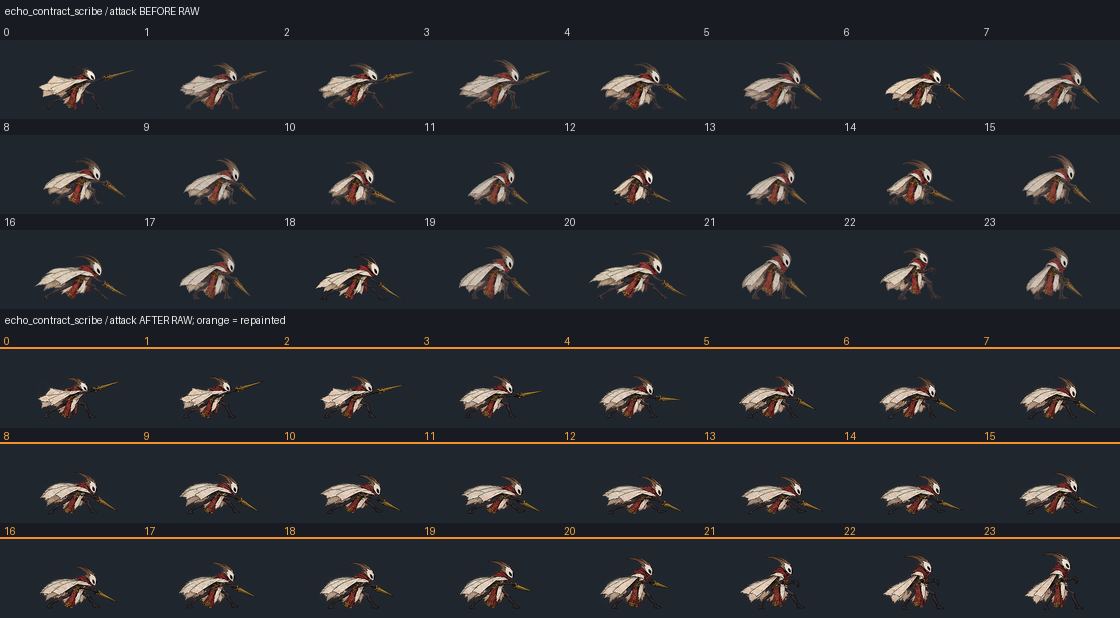 echo_contract_scribe / attack BEFORE RAW
0 1 2 3 4 5 6 7
8 9 10 11 12 13 14 15
16 17 18 19 20 21 22 23
echo_contract_scribe / attack AFTER RAW; orange = repainted
0 1 2 3 4 5 6 7
8 9 10 11 12 13 14 15
16 17 18 19 20 21 22 23